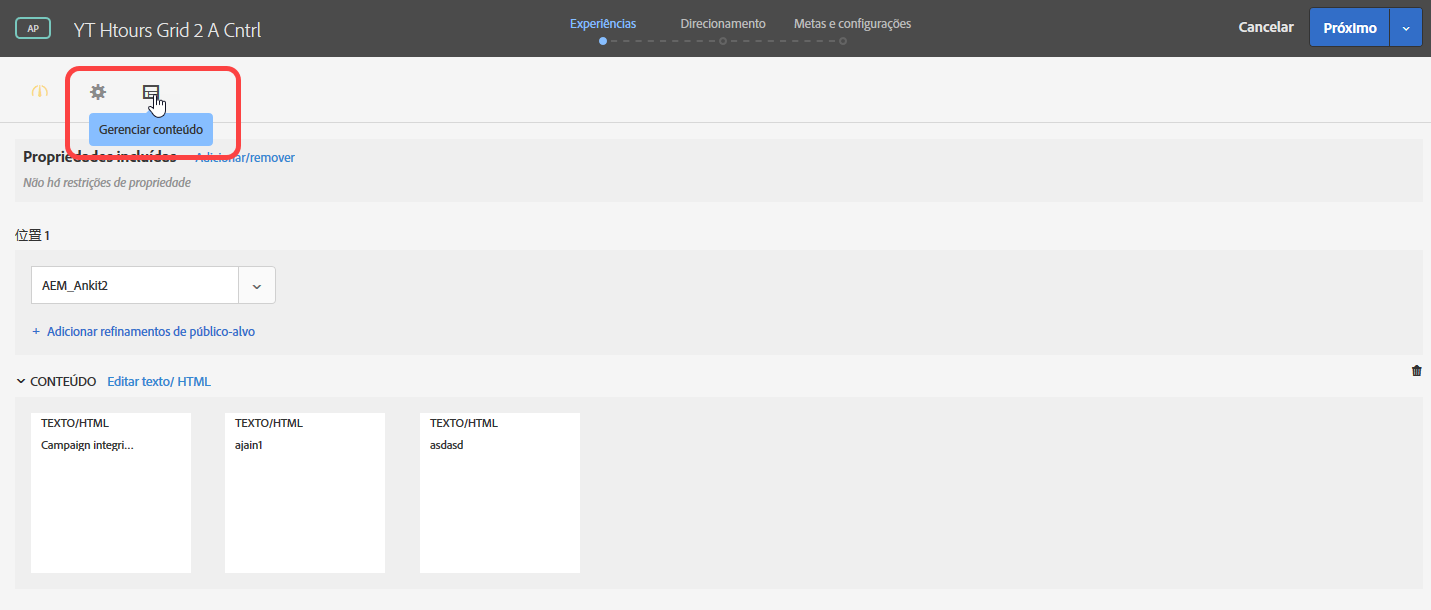 AP
YT Htours Grid 2 A Cntrl
Experiências
Direcionamento
Metas e configurações
Cancelar
Próximo
Gerenciar conteúdo
Propriedades incluídas
Adicionar/remover
Não há restrições de propriedade
位置 1
AEM_Ankit2
+ Adicionar refinamentos de público-alvo
CONTEÚDO Editar texto/ HTML
TEXTO/HTML
Campaign integri...
TEXTO/HTML
ajain1
TEXTO/HTML
asdasd